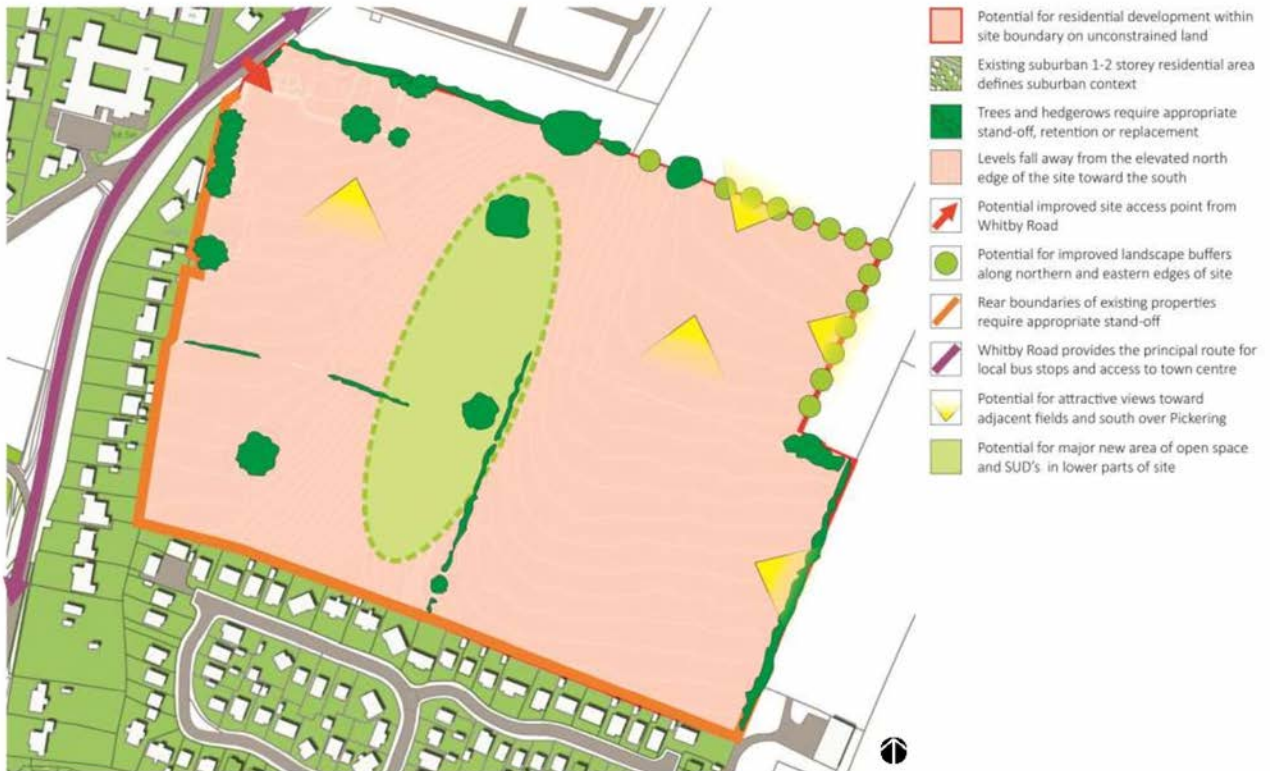 Potential for residential development within
site boundary on unconstrained land
Existing suburban 1-2 storey residential area
defines suburban context
Trees and hedgerows require appropriate
stand-off, retention or replacement
Levels fall away from the elevated north
edge of the site toward the south
Potential improved site access point from
Whitby Road
Potential for improved landscape buffers
along northern and eastern edges of site
Rear boundaries of existing properties
require appropriate stand-off
Whitby Road provides the principal route for
local bus stops and access to town centre
Potential for attractive views toward
adjacent fields and south over Pickering
Potential for major new area of open space
and SUD's in lower parts of site